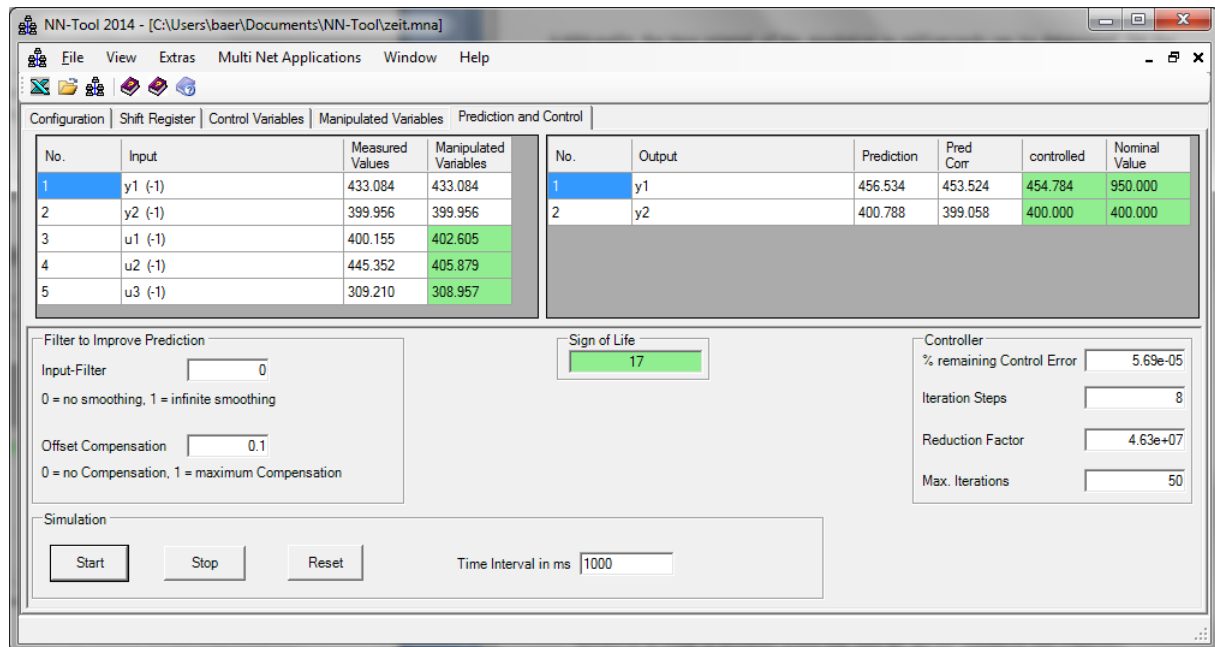 NN-Tool 2014 - [C:\Users\baer\Documents\NN-Tool\zeit.mna]
File View Extras Multi Net Applications Window Help
Configuration Shift Register Control Variables Manipulated Variables Prediction and Control
No. Input Measured Values Manipulated Variables
1 y1 (-1) 433.084 433.084
2 y2 (-1) 399.956 399.956
3 u1 (-1) 400.155 402.605
4 u2 (-1) 445.352 405.879
5 u3 (-1) 309.210 308.957
No. Output Prediction Pred Corr controlled Nominal Value
1 y1 456.534 453.524 454.784 950.000
2 y2 400.788 399.058 400.000 400.000
Filter to Improve Prediction
Input-Filter 0
0 = no smoothing, 1 = infinite smoothing
Offset Compensation 0.1
0 = no Compensation, 1 = maximum Compensation
Sign of Life
17
Controller
% remaining Control Error 5.69e-05
Iteration Steps 8
Reduction Factor 4.63e+07
Max. Iterations 50
Simulation
Start Stop Reset Time Interval in ms 1000